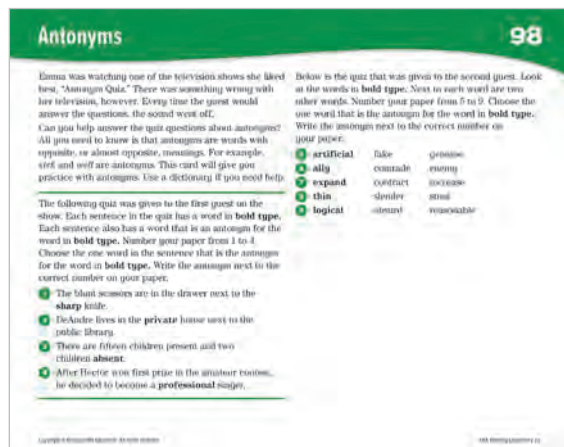 Antonyms
98
Emma was watching one of the television shows she liked
best, "Antonym Quiz." There was something wrong with
her television, however. Every time the guest would
answer the questions, the sound went off.
Can you help answer the quiz questions about antonyms?
All you need to know is that antonyms are words with
opposite, or almost opposite, meanings. For example,
sick and well are antonyms. This card will give you
practice with antonyms. Use a dictionary if you need help.
The following quiz was given to the first guest on the
show. Each sentence in the quiz has a word in bold type.
Each sentence also has a word that is an antonym for the
word in bold type. Number your paper from 1 to 4.
Choose the one word in the sentence that is the antonym
for the word in bold type. Write the antonym next to the
correct number on your paper.
1 The blunt scissors are in the drawer next to the
sharp knife.
2 DeAndre lives in the private house next to the
public library.
3 There are fifteen children present and two
children absent.
4 After Hector won first prize in the amateur contest,
he decided to become a professional singer.
Below is the quiz that was given to the second guest. Look
at the words in bold type. Next to each word are two
other words. Number your paper from 5 to 9. Choose the
one word that is the antonym for the word in bold type.
Write the antonym next to the correct number on
your paper.
5 artificial fake genuine
6 ally comrade enemy
7 expand contract increase
8 thin slender stout
9 logical absurd reasonable